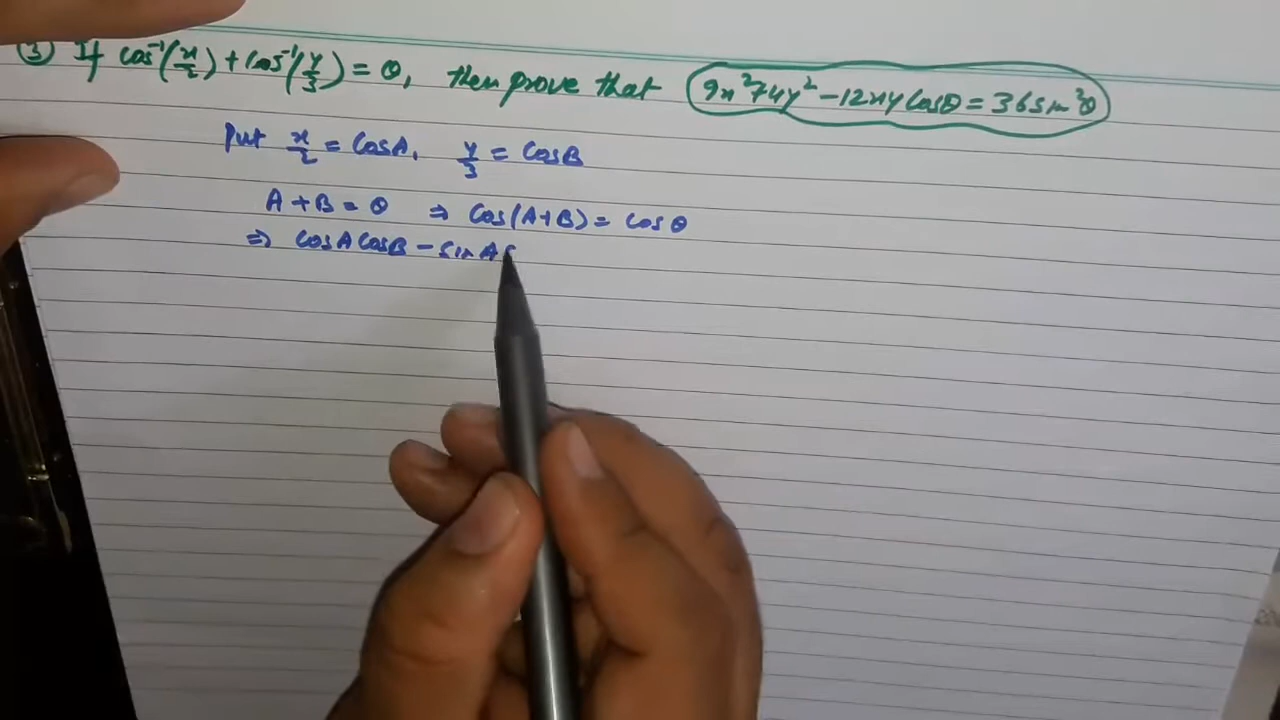 ③ If cos⁻¹(x/2) + cos⁻¹(y/3) = θ, then prove that 9x² + 4y² - 12xy cosθ = 36 sin²θ
Put x/2 = cosA, y/3 = cosB
A + B = θ ⇒ cos(A+B) = cosθ
⇒ cosA cosB - sinA s